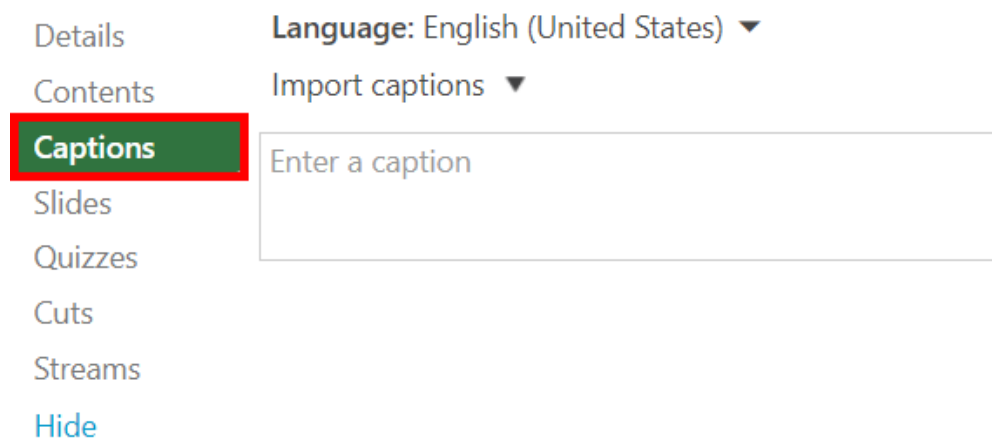 Details
Contents
Captions
Slides
Quizzes
Cuts
Streams
Hide
Language: English (United States)
Import captions
Enter a caption